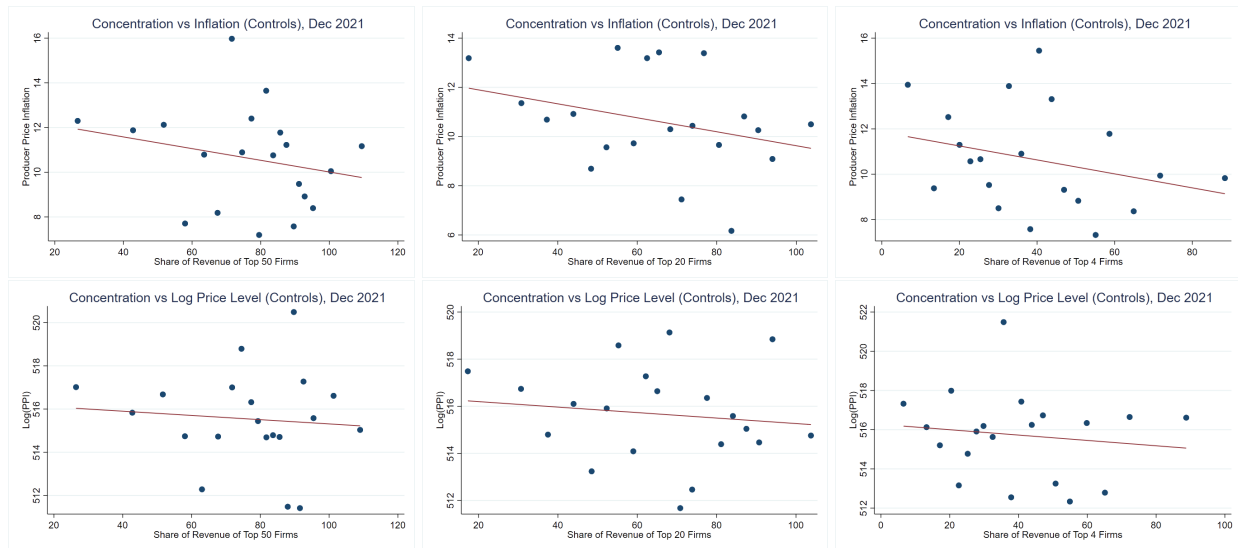 Concentration vs Inflation (Controls), Dec 2021
Producer Price Inflation
16
14
12
10
8
20 40 60 80 100 120
Share of Revenue of Top 50 Firms
Concentration vs Inflation (Controls), Dec 2021
Producer Price Inflation
14
12
10
8
6
20 40 60 80 100
Share of Revenue of Top 20 Firms
Concentration vs Inflation (Controls), Dec 2021
Producer Price Inflation
16
14
12
10
8
0 20 40 60 80
Share of Revenue of Top 4 Firms
Concentration vs Log Price Level (Controls), Dec 2021
Log(PPI)
520
518
516
514
512
20 40 60 80 100 120
Share of Revenue of Top 50 Firms
Concentration vs Log Price Level (Controls), Dec 2021
Log(PPI)
520
518
516
514
512
20 40 60 80 100
Share of Revenue of Top 20 Firms
Concentration vs Log Price Level (Controls), Dec 2021
Log(PPI)
522
520
518
516
514
512
0 20 40 60 80 100
Share of Revenue of Top 4 Firms